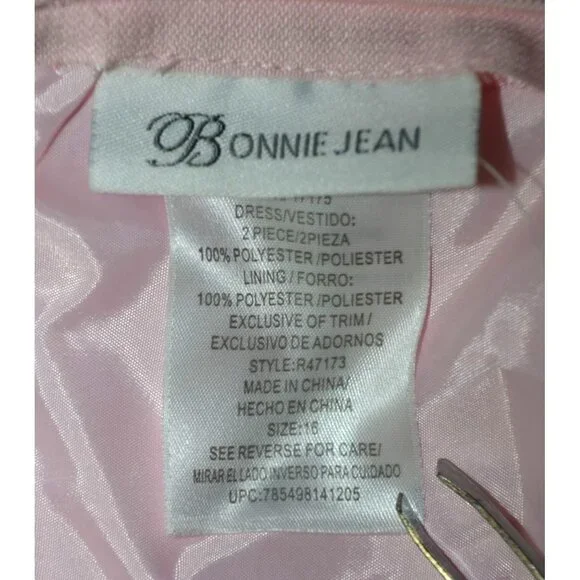 BONNIE JEAN
DRESS/VESTIDO:
2 PIECE/2PIEZA
100% POLYESTER /POLIESTER
LINING / FORRO:
100% POLYESTER /POLIESTER
EXCLUSIVE OF TRIM /
EXCLUSIVO DE ADORNOS
STYLE:R47173
MADE IN CHINA/
HECHO EN CHINA
SIZE:16
SEE REVERSE FOR CARE/
MIRAR EL LADO INVERSO PARA CUIDADO
UPC:785498141205